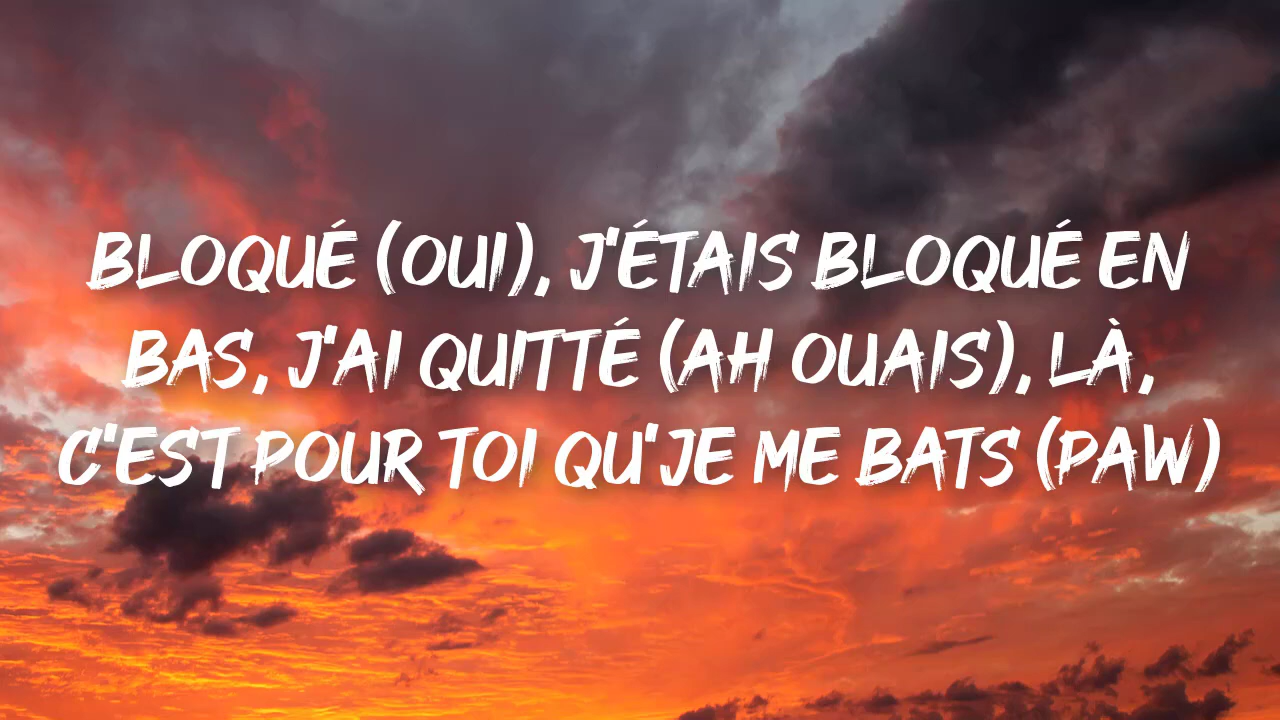 BLOQUÉ (OUI), J'ÉTAIS BLOQUÉ EN
BAS, J'AI QUITTÉ (AH OUAIS), LÀ,
C'EST POUR TOI QU'JE ME BATS (PAW)